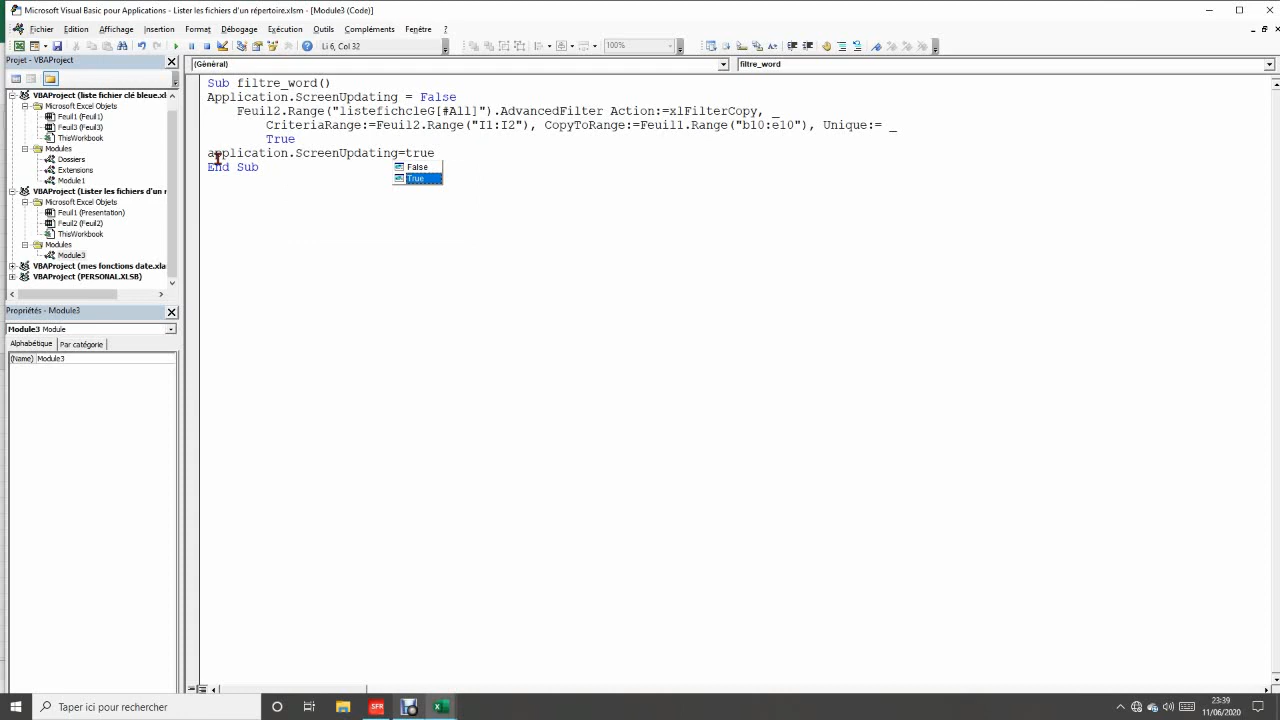 Microsoft Visual Basic pour Applications - Lister les fichiers d'un répertoire.xlsm - [Module3 (Code)]
Fichier Edition Affichage Insertion Format Débogage Exécution Outils Compléments Fenêtre ?
Li 6, Col 32
100%
Projet - VBAProject
(Général)
filtre_word
VBAProject (liste fichier clé bleue.xl
Microsoft Excel Objets
Feuil1 (Feuil1)
Feuil3 (Feuil3)
ThisWorkbook
Modules
Dossiers
Extensions
Module1
VBAProject (Lister les fichiers d'un r
Microsoft Excel Objets
Feuil1 (Presentation)
Feuil2 (Feuil2)
ThisWorkbook
Modules
Module3
VBAProject (mes fonctions date.xla
VBAProject (PERSONAL.XLSB)
Propriétés - Module3
Module3 Module
Alphabétique Par catégorie
(Name) Module3
Sub filtre_word()
Application.ScreenUpdating = False
Feuil2.Range("listefichcleG[#All]").AdvancedFilter Action:=xlFilterCopy, _
CriteriaRange:=Feuil2.Range("I1:I2"), CopyToRange:=Feuil1.Range("b10:e10"), Unique:= _
True
application.ScreenUpdating=true
End Sub
False
True
Taper ici pour rechercher
SFR
23:39
11/06/2020